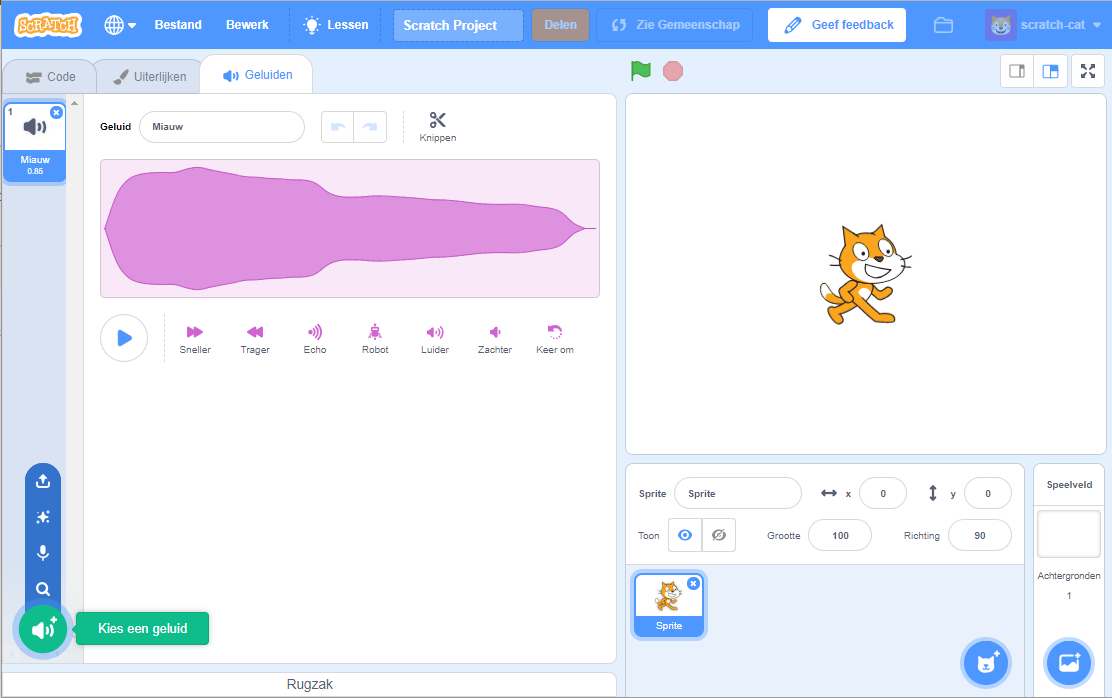 SCRATCH
Bestand
Bewerk
Lessen
Scratch Project
Delen
Zie Gemeenschap
Geef feedback
scratch-cat
Code
Uiterlijken
Geluiden
1
Miauw
0.85
Geluid
Miauw
Knippen
Sneller
Trager
Echo
Robot
Luider
Zachter
Keer om
Kies een geluid
Rugzak
Sprite
Sprite
x
0
y
0
Toon
Grootte
100
Richting
90
Sprite
Speelveld
Achtergronden
1